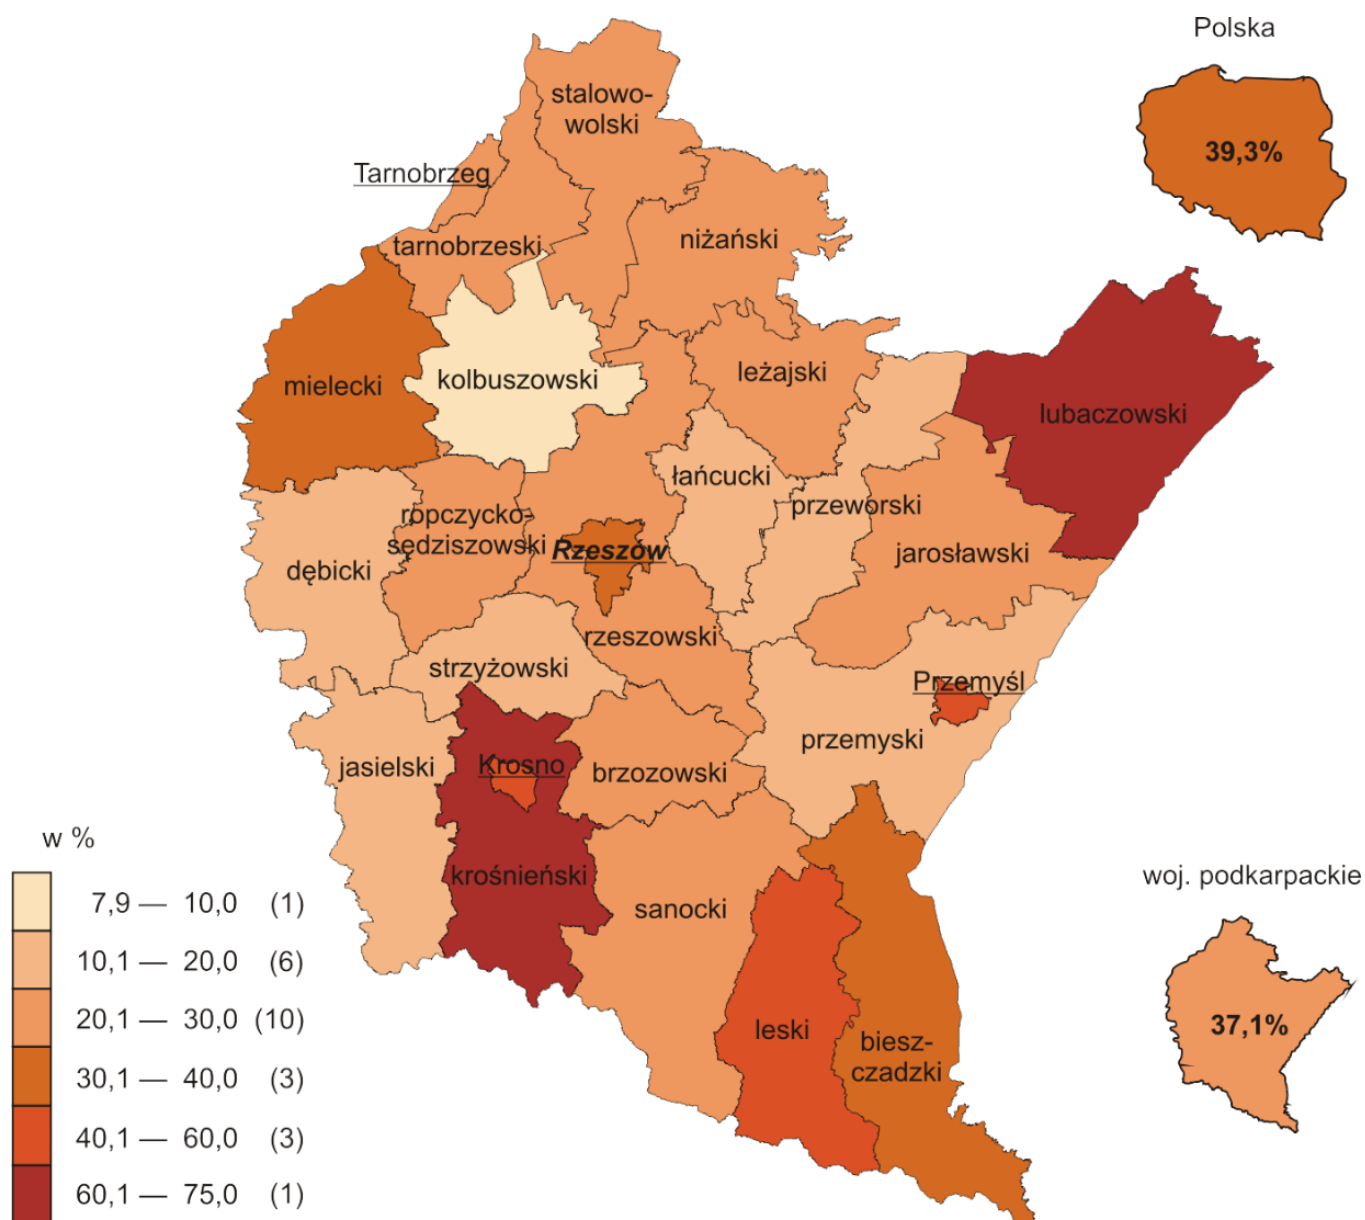 Polska
39,3%
stalowo-
wolski
Tarnobrzeg
tarnobrzeski
niżański
mielecki
kolbuszowski
leżajski
lubaczowski
łańcucki
przeworski
ropczycko-
sędziszowski
Rzeszów
jarosławski
dębicki
rzeszowski
strzyżowski
Przemyśl
przemyski
jasielski
Krosno
brzozowski
krośnieński
sanocki
leski
biesz-
czadzki
w %
7,9 — 10,0 (1)
10,1 — 20,0 (6)
20,1 — 30,0 (10)
30,1 — 40,0 (3)
40,1 — 60,0 (3)
60,1 — 75,0 (1)
woj. podkarpackie
37,1%